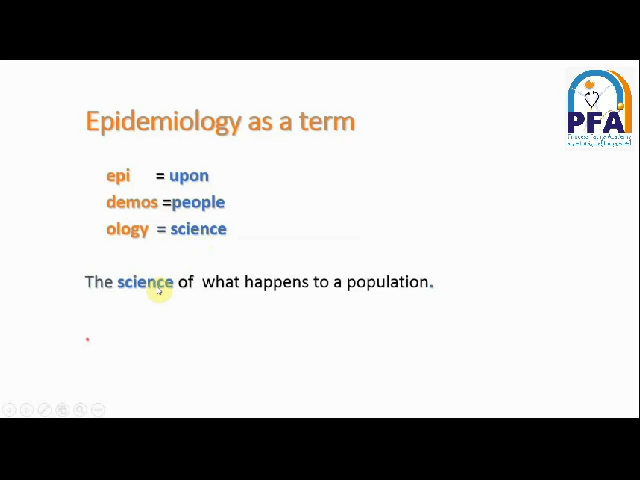 Epidemiology as a term
PFA
epi = upon
demos =people
ology = science
The science of what happens to a population.